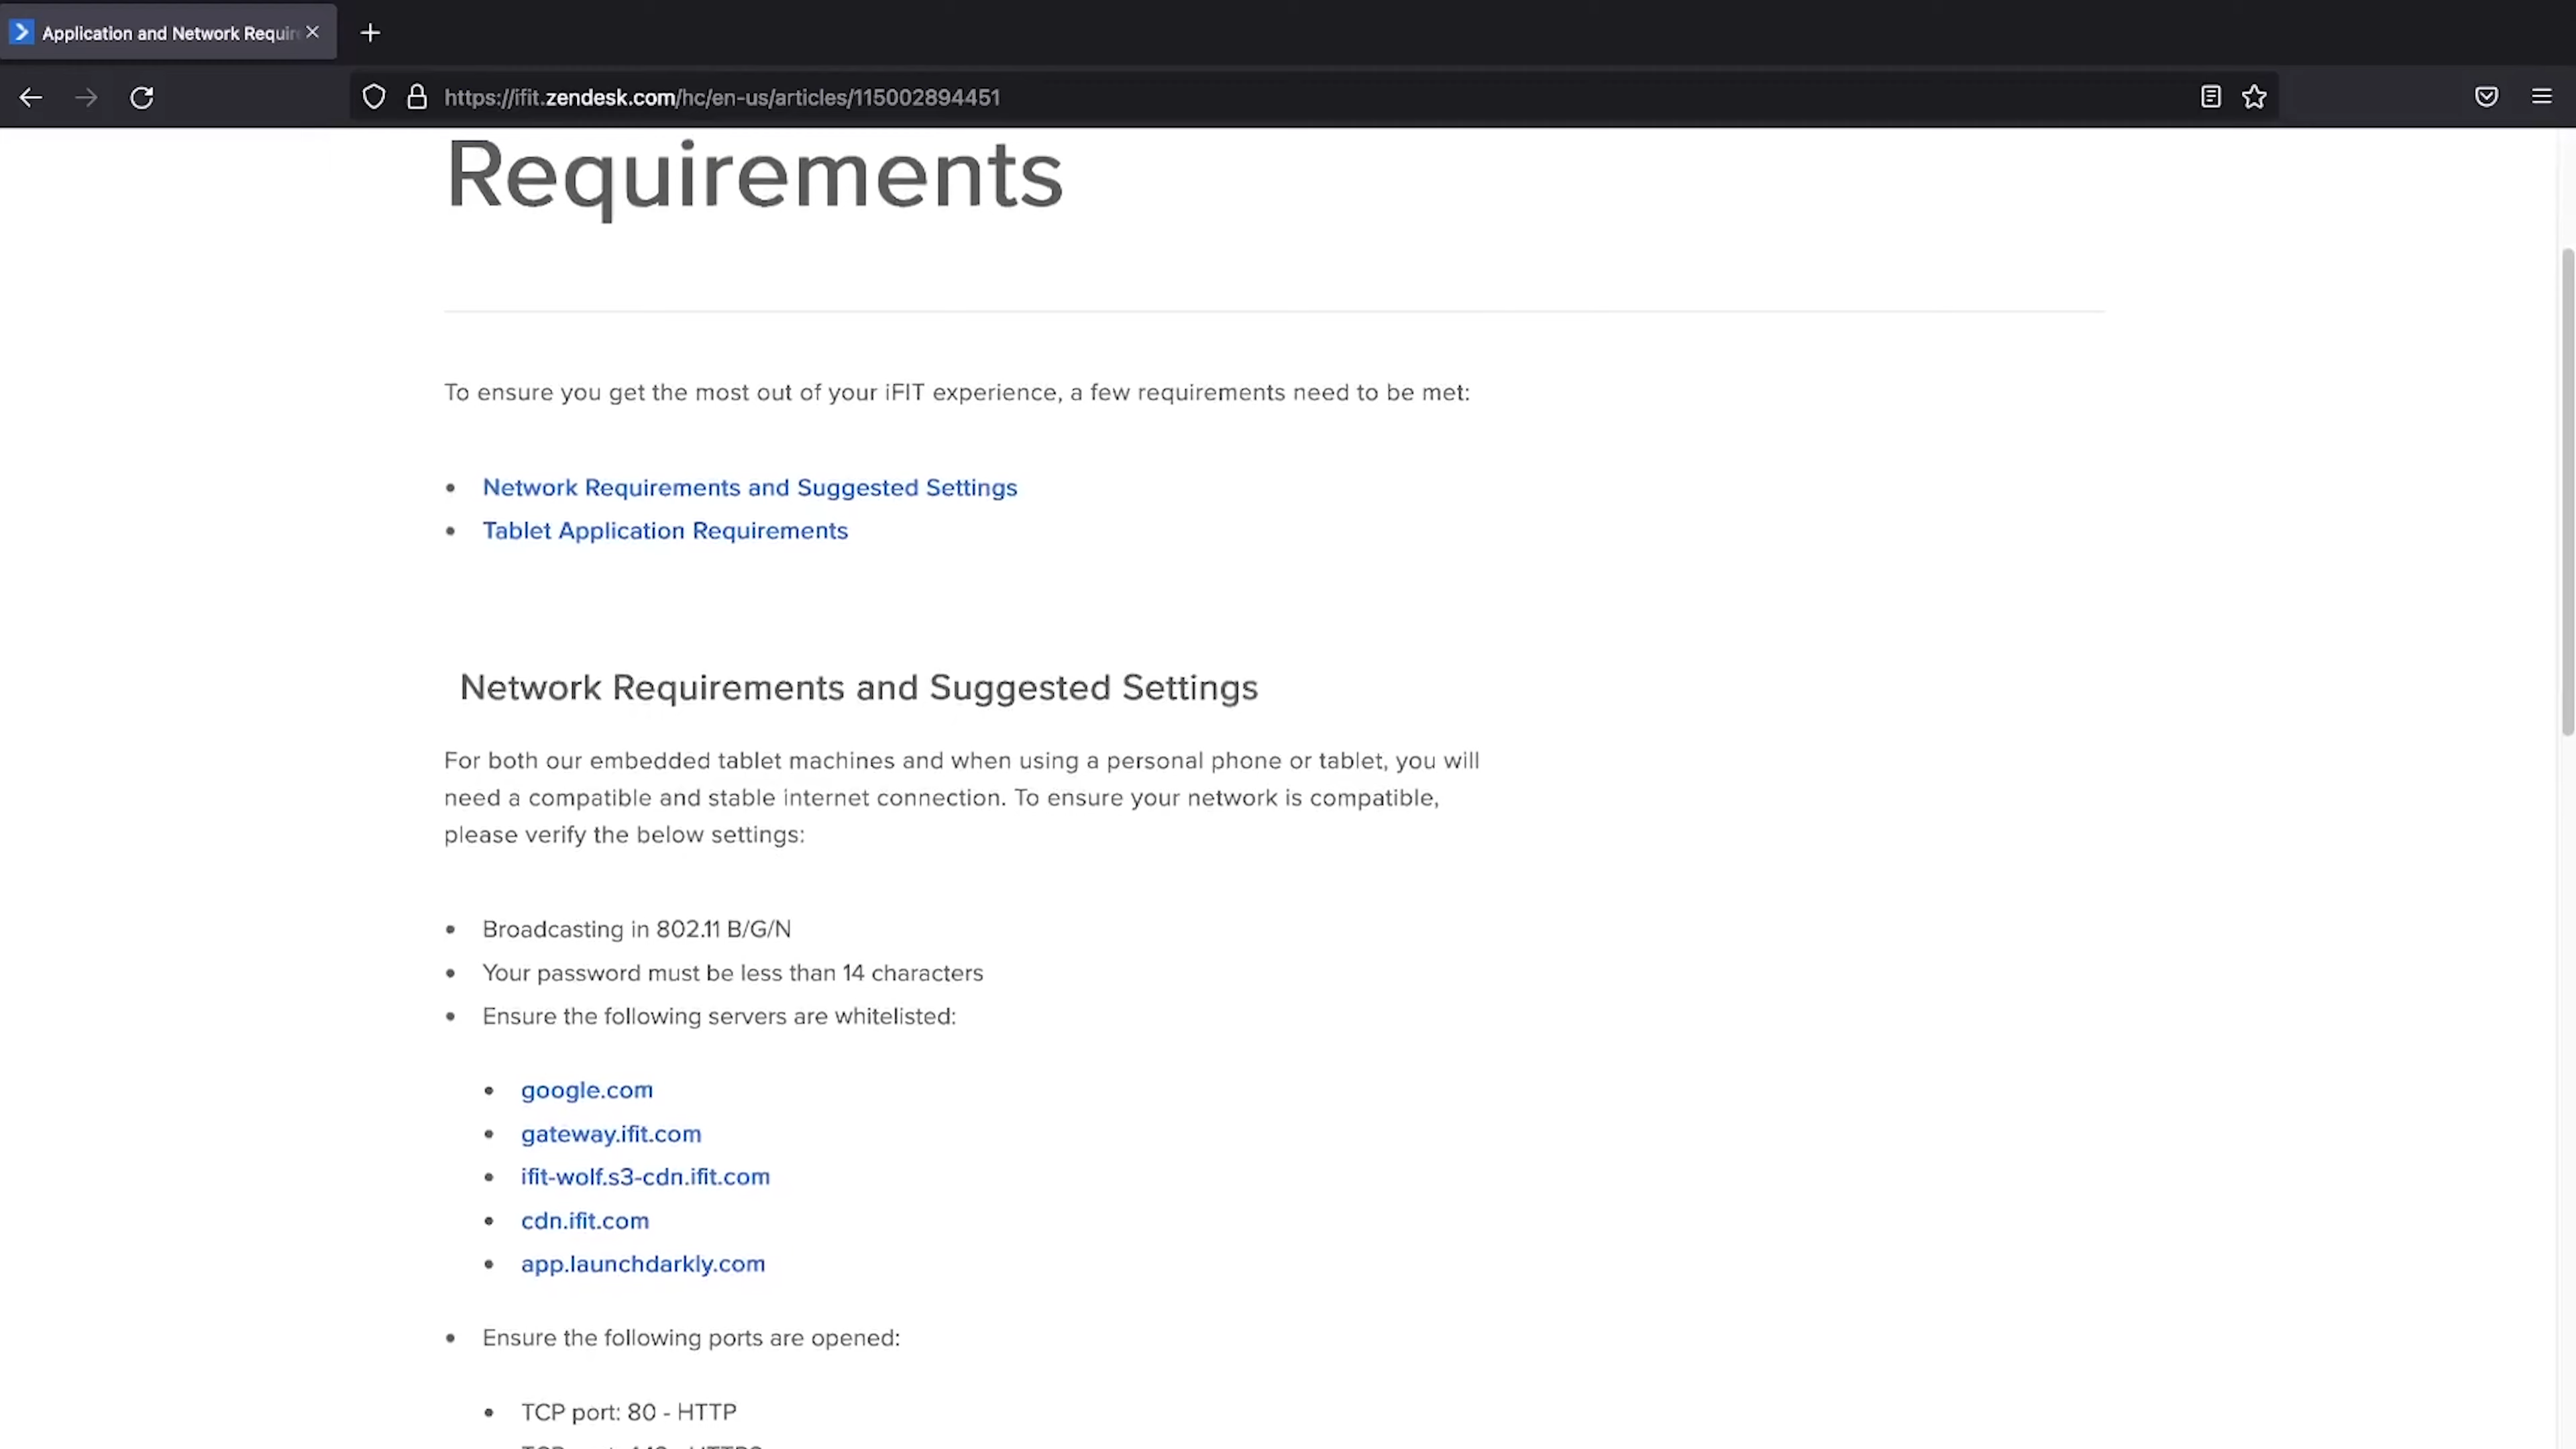 Application and Network Requir
https://ifit.zendesk.com/hc/en-us/articles/115002894451
Requirements
To ensure you get the most out of your iFIT experience, a few requirements need to be met:
• Network Requirements and Suggested Settings
• Tablet Application Requirements
Network Requirements and Suggested Settings
For both our embedded tablet machines and when using a personal phone or tablet, you will
need a compatible and stable internet connection. To ensure your network is compatible,
please verify the below settings:
• Broadcasting in 802.11 B/G/N
• Your password must be less than 14 characters
• Ensure the following servers are whitelisted:
• google.com
• gateway.ifit.com
• ifit-wolf.s3-cdn.ifit.com
• cdn.ifit.com
• app.launchdarkly.com
• Ensure the following ports are opened:
• TCP port: 80 - HTTP